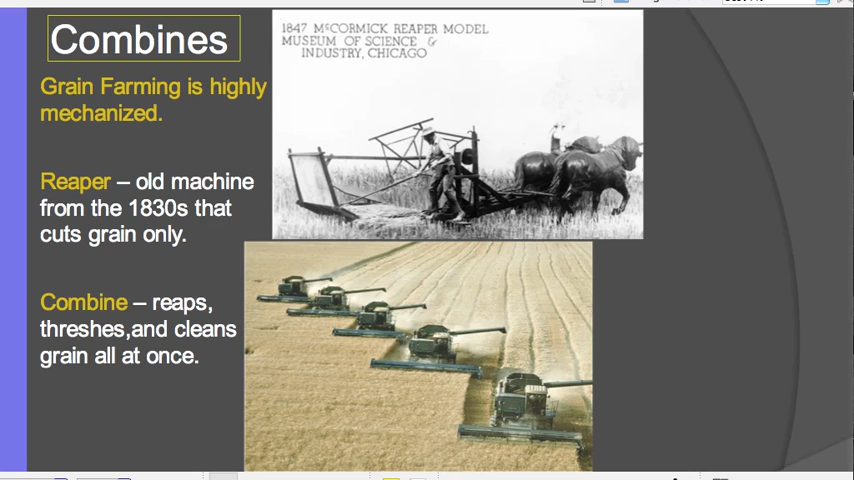 Combines
Grain Farming is highly
mechanized.
Reaper – old machine
from the 1830s that
cuts grain only.
Combine – reaps,
threshes,and cleans
grain all at once.
1847 McCORMICK REAPER MODEL
MUSEUM OF SCIENCE &
INDUSTRY, CHICAGO